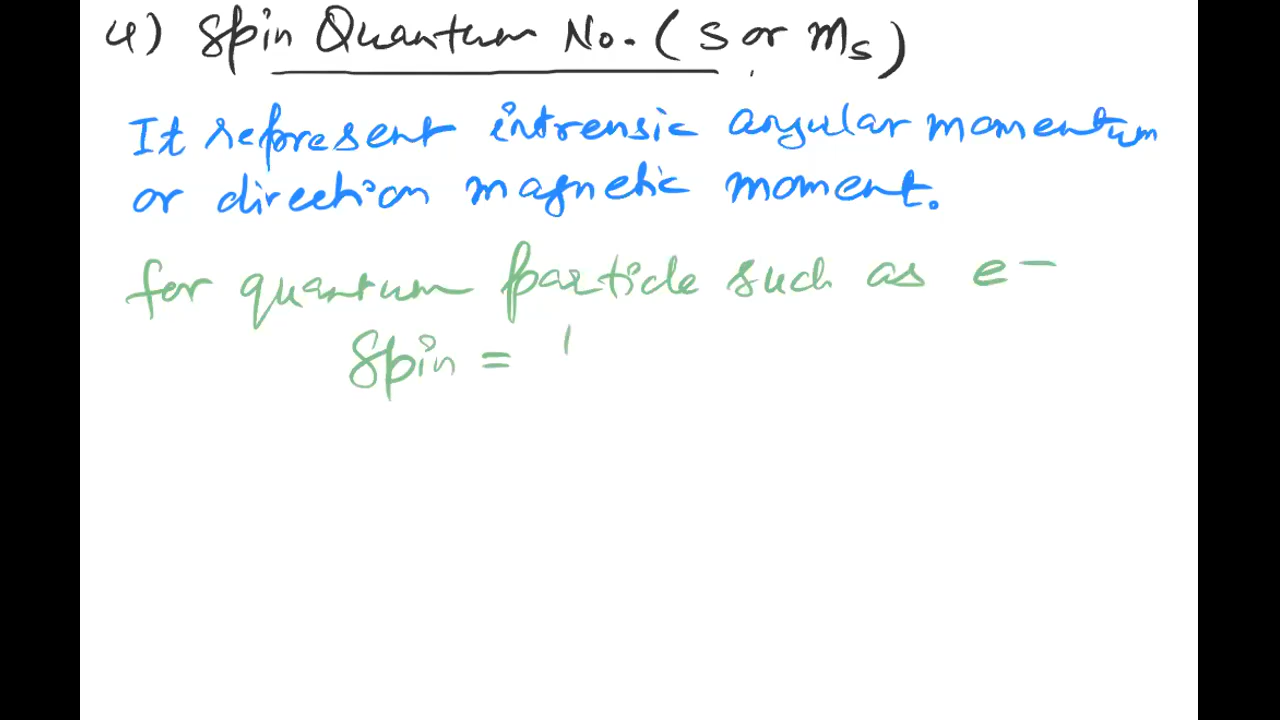 4) Spin Quantum No. ( s or ms )
It represent intrensic angular momentum
or direction magnetic moment.
for quantum particle such as e-
Spin = 1